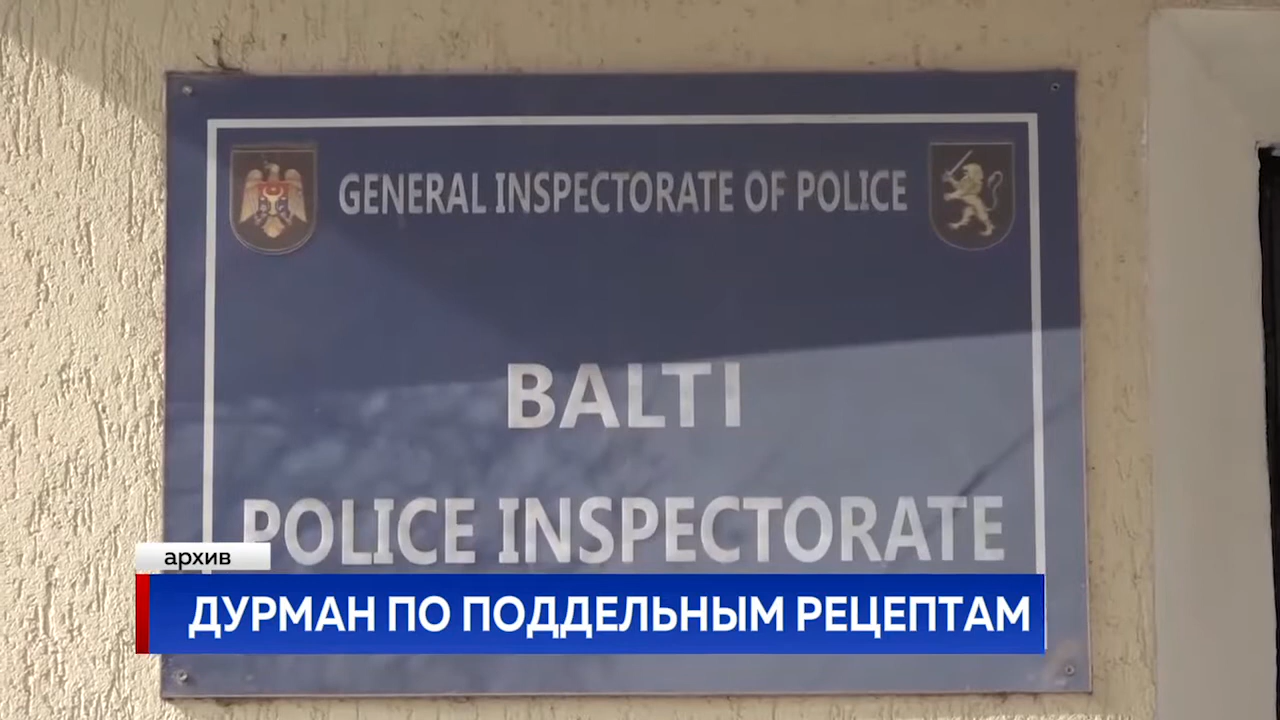 GENERAL INSPECTORATE OF POLICE
BALTI
POLICE INSPECTORATE
архив
ДУРМАН ПО ПОДДЕЛЬНЫМ РЕЦЕПТАМ